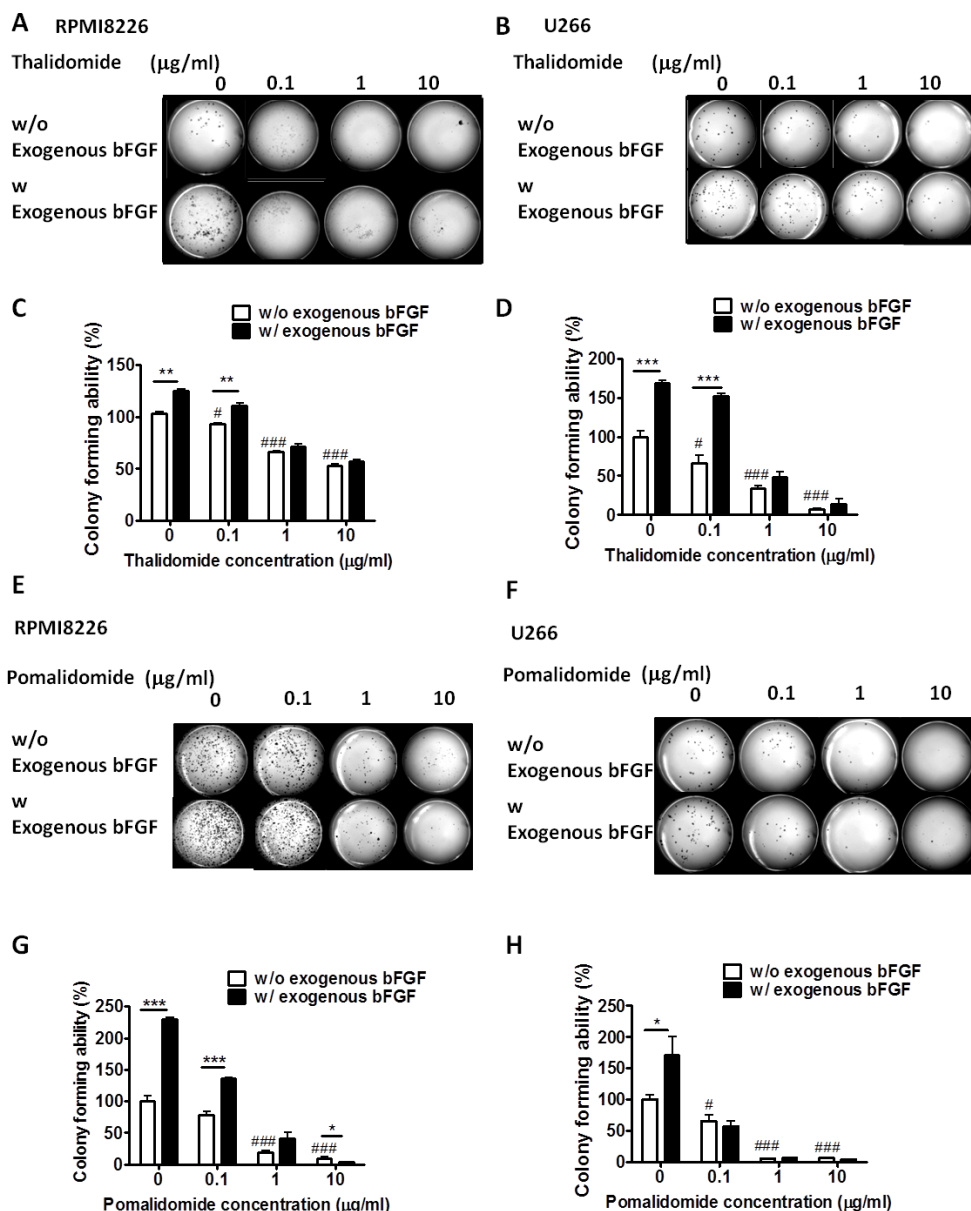 A RPMI8226
Thalidomide (μg/ml)
0 0.1 1 10
w/o
Exogenous bFGF
w
Exogenous bFGF
B U266
Thalidomide (μg/ml)
0 0.1 1 10
w/o
Exogenous bFGF
w
Exogenous bFGF
C
w/o exogenous bFGF
w/ exogenous bFGF
Colony forming ability (%)
150
100
50
0
** **
# ### ###
0 0.1 1 10
Thalidomide concentration (μg/ml)
D
w/o exogenous bFGF
w/ exogenous bFGF
Colony forming ability (%)
200
150
100
50
0
*** ***
# ### ###
0 0.1 1 10
Thalidomide concentration (μg/ml)
E
RPMI8226
Pomalidomide (μg/ml)
0 0.1 1 10
w/o
Exogenous bFGF
w
Exogenous bFGF
F
U266
Pomalidomide (μg/ml)
0 0.1 1 10
w/o
Exogenous bFGF
w
Exogenous bFGF
G
w/o exogenous bFGF
w/ exogenous bFGF
Colony forming ability (%)
250
200
150
100
50
0
*** *** *
### ###
0 0.1 1 10
Pomalidomide concentration (μg/ml)
H
w/o exogenous bFGF
w/ exogenous bFGF
Colony forming ability (%)
250
200
150
100
50
0
*
# ### ###
0 0.1 1 10
Pomalidomide concentration (μg/ml)